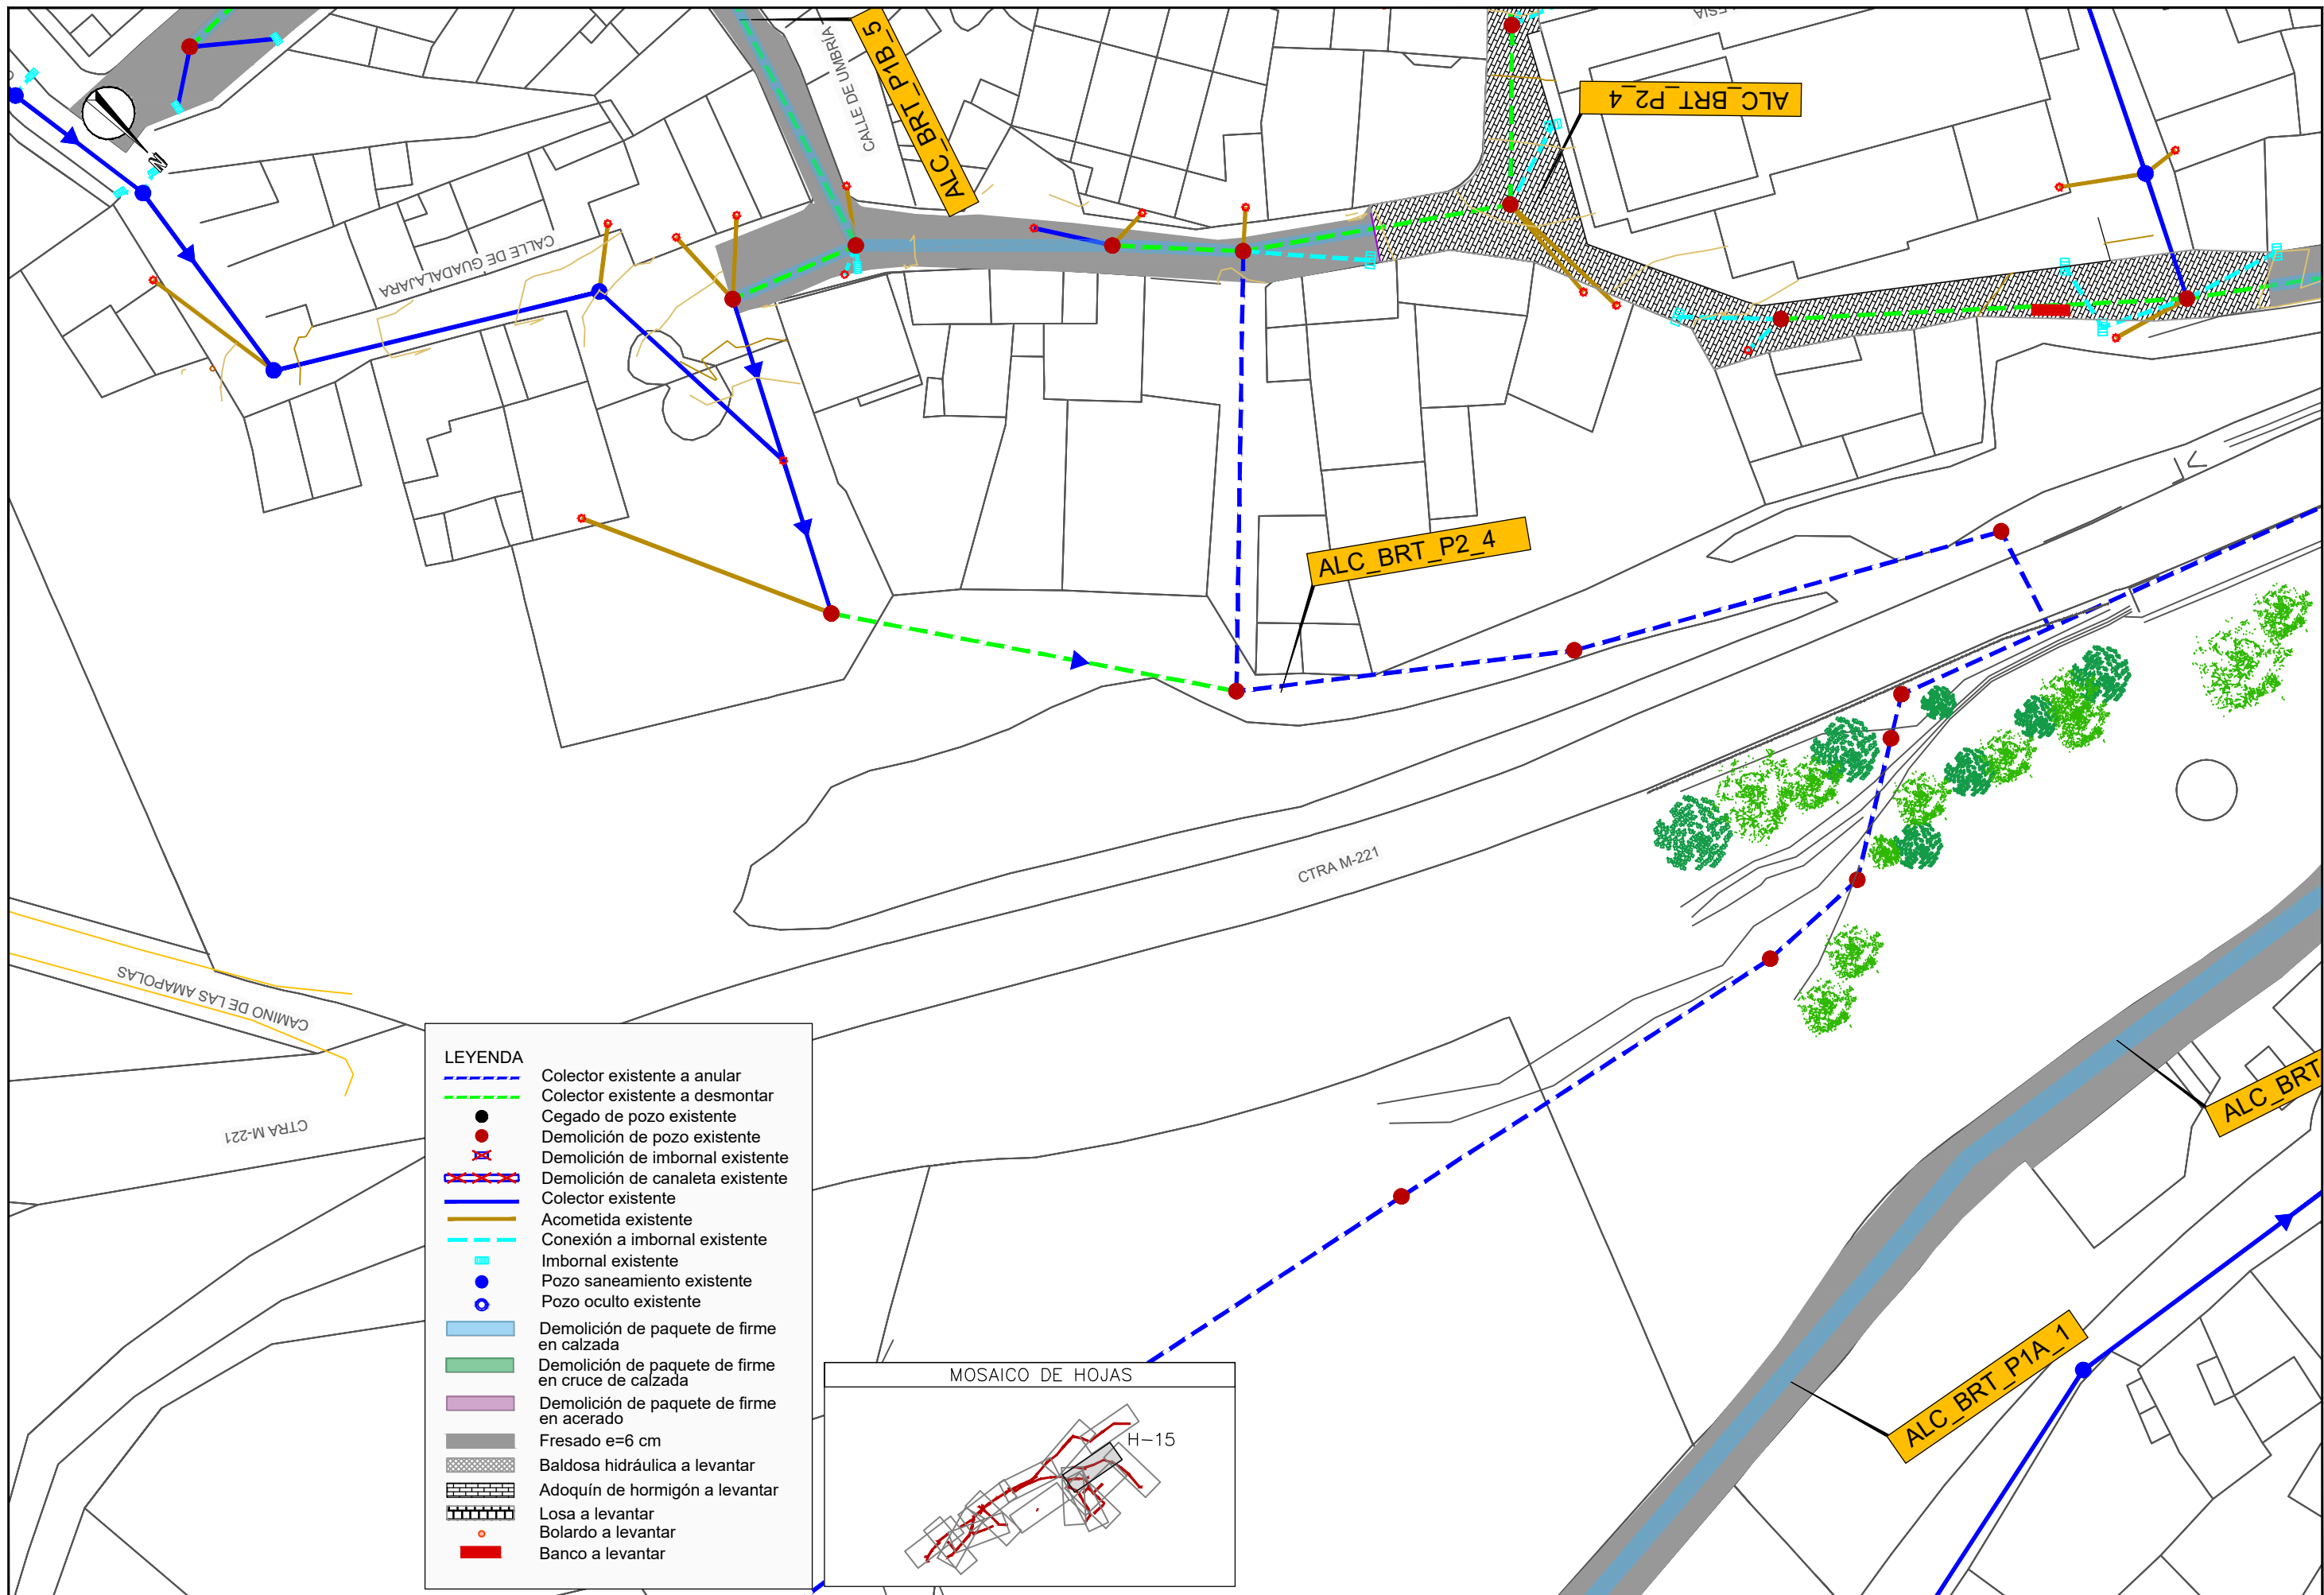 ESIA
CALLE DE UMBRÍA
ALC_BRT_P1B_5
ALC_BRT_P2_4
N
CALLE DE GUADALAJARA
ALC_BRT_P2_4
CTRA M-221
CAMINO DE LAS AMAPOLAS
CTRA M-221
ALC_BRT
ALC_BRT_P1A_1
LEYENDA
Colector existente a anular
Colector existente a desmontar
Cegado de pozo existente
Demolición de pozo existente
Demolición de imbornal existente
Demolición de canaleta existente
Colector existente
Acometida existente
Conexión a imbornal existente
Imbornal existente
Pozo saneamiento existente
Pozo oculto existente
Demolición de paquete de firme
en calzada
Demolición de paquete de firme
en cruce de calzada
Demolición de paquete de firme
en acerado
Fresado e=6 cm
Baldosa hidráulica a levantar
Adoquín de hormigón a levantar
Losa a levantar
Bolardo a levantar
Banco a levantar
MOSAICO DE HOJAS
H-15